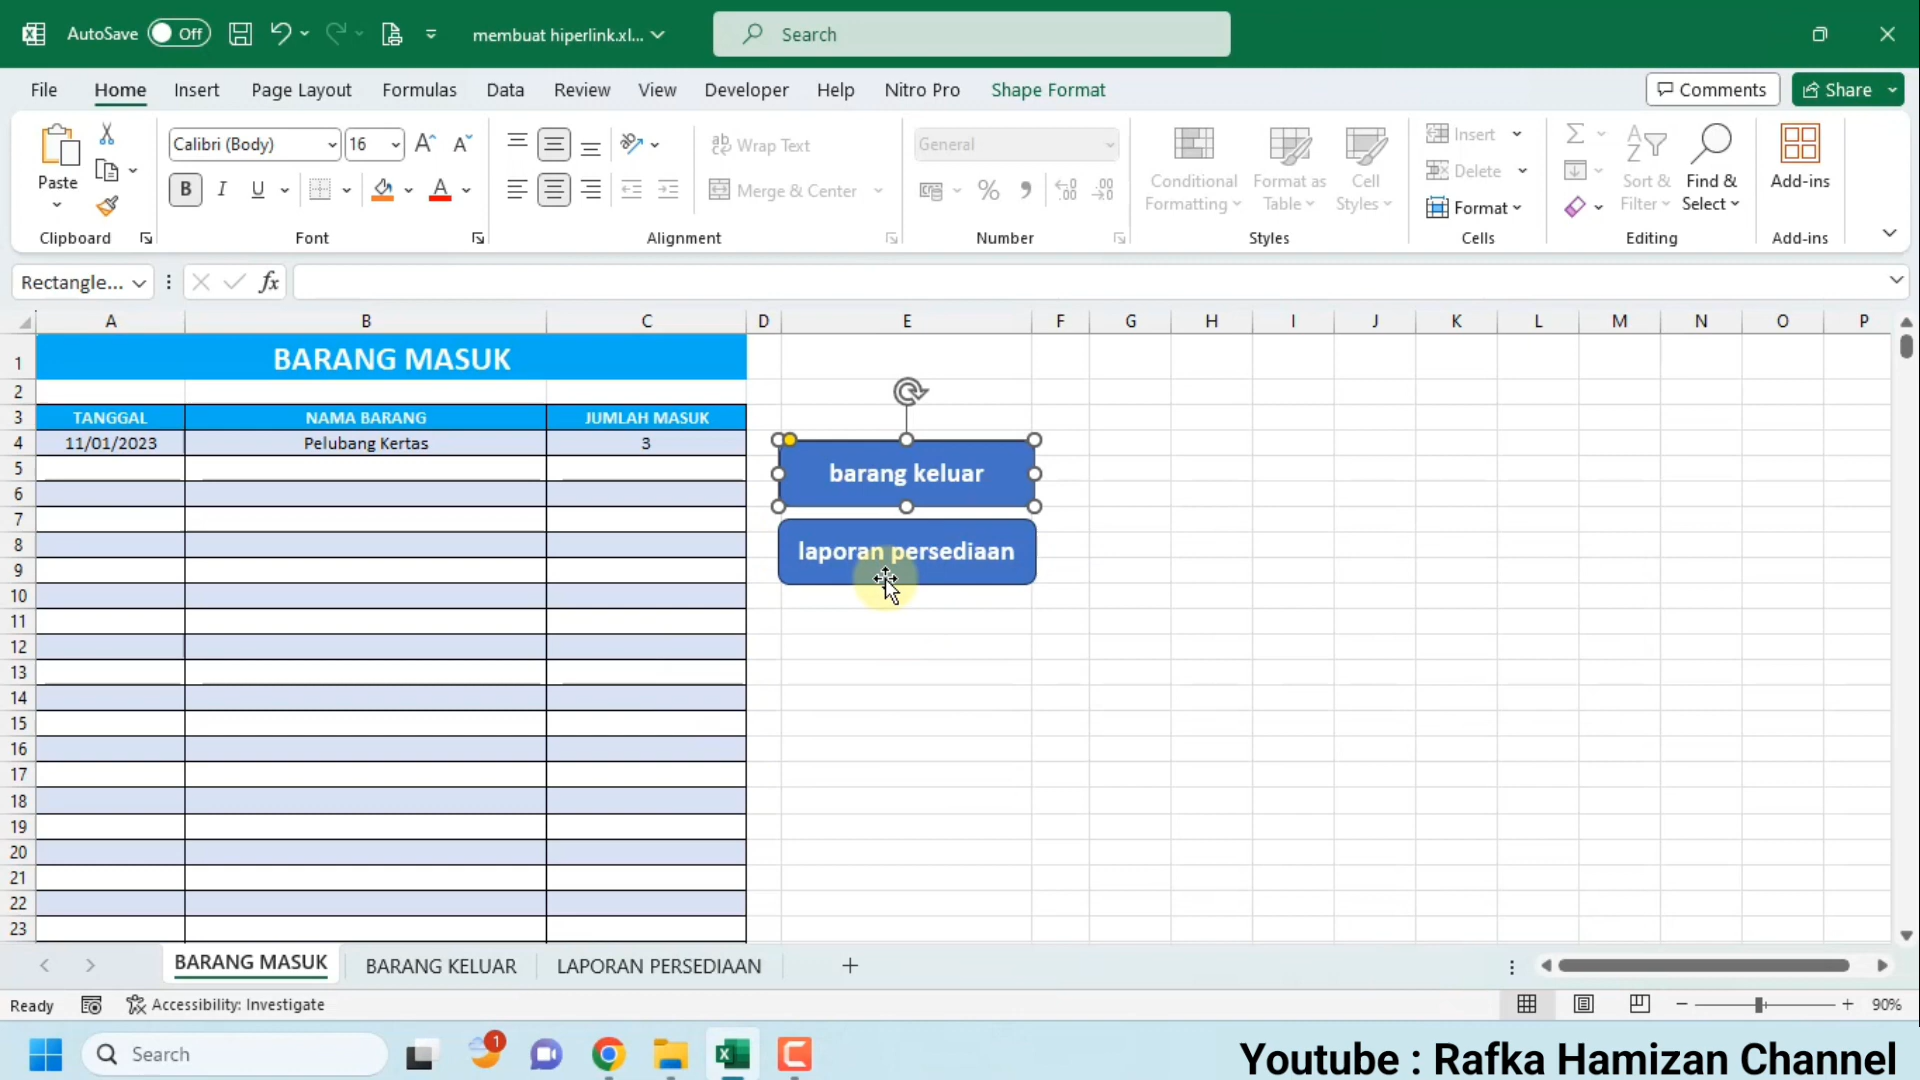 AutoSave Off membuat hiperlink.xl... Search
File Home Insert Page Layout Formulas Data Review View Developer Help Nitro Pro Shape Format Comments Share
Paste
Clipboard
Calibri (Body) 16
B I U
Font
Wrap Text
Merge & Center
Alignment
General
Number
Conditional Formatting
Format as Table
Cell Styles
Styles
Insert
Delete
Format
Cells
Sort & Filter
Find & Select
Editing
Add-ins
Add-ins
Rectangle... fx
A B C D E F G H I J K L M N O P
1 BARANG MASUK
2
3 TANGGAL NAMA BARANG JUMLAH MASUK
4 11/01/2023 Pelubang Kertas 3
barang keluar
5
6
7
laporan persediaan
8
9
10
11
12
13
14
15
16
17
18
19
20
21
22
23
BARANG MASUK BARANG KELUAR LAPORAN PERSEDIAAN
Ready Accessibility: Investigate 90%
Search 1
Youtube : Rafka Hamizan Channel